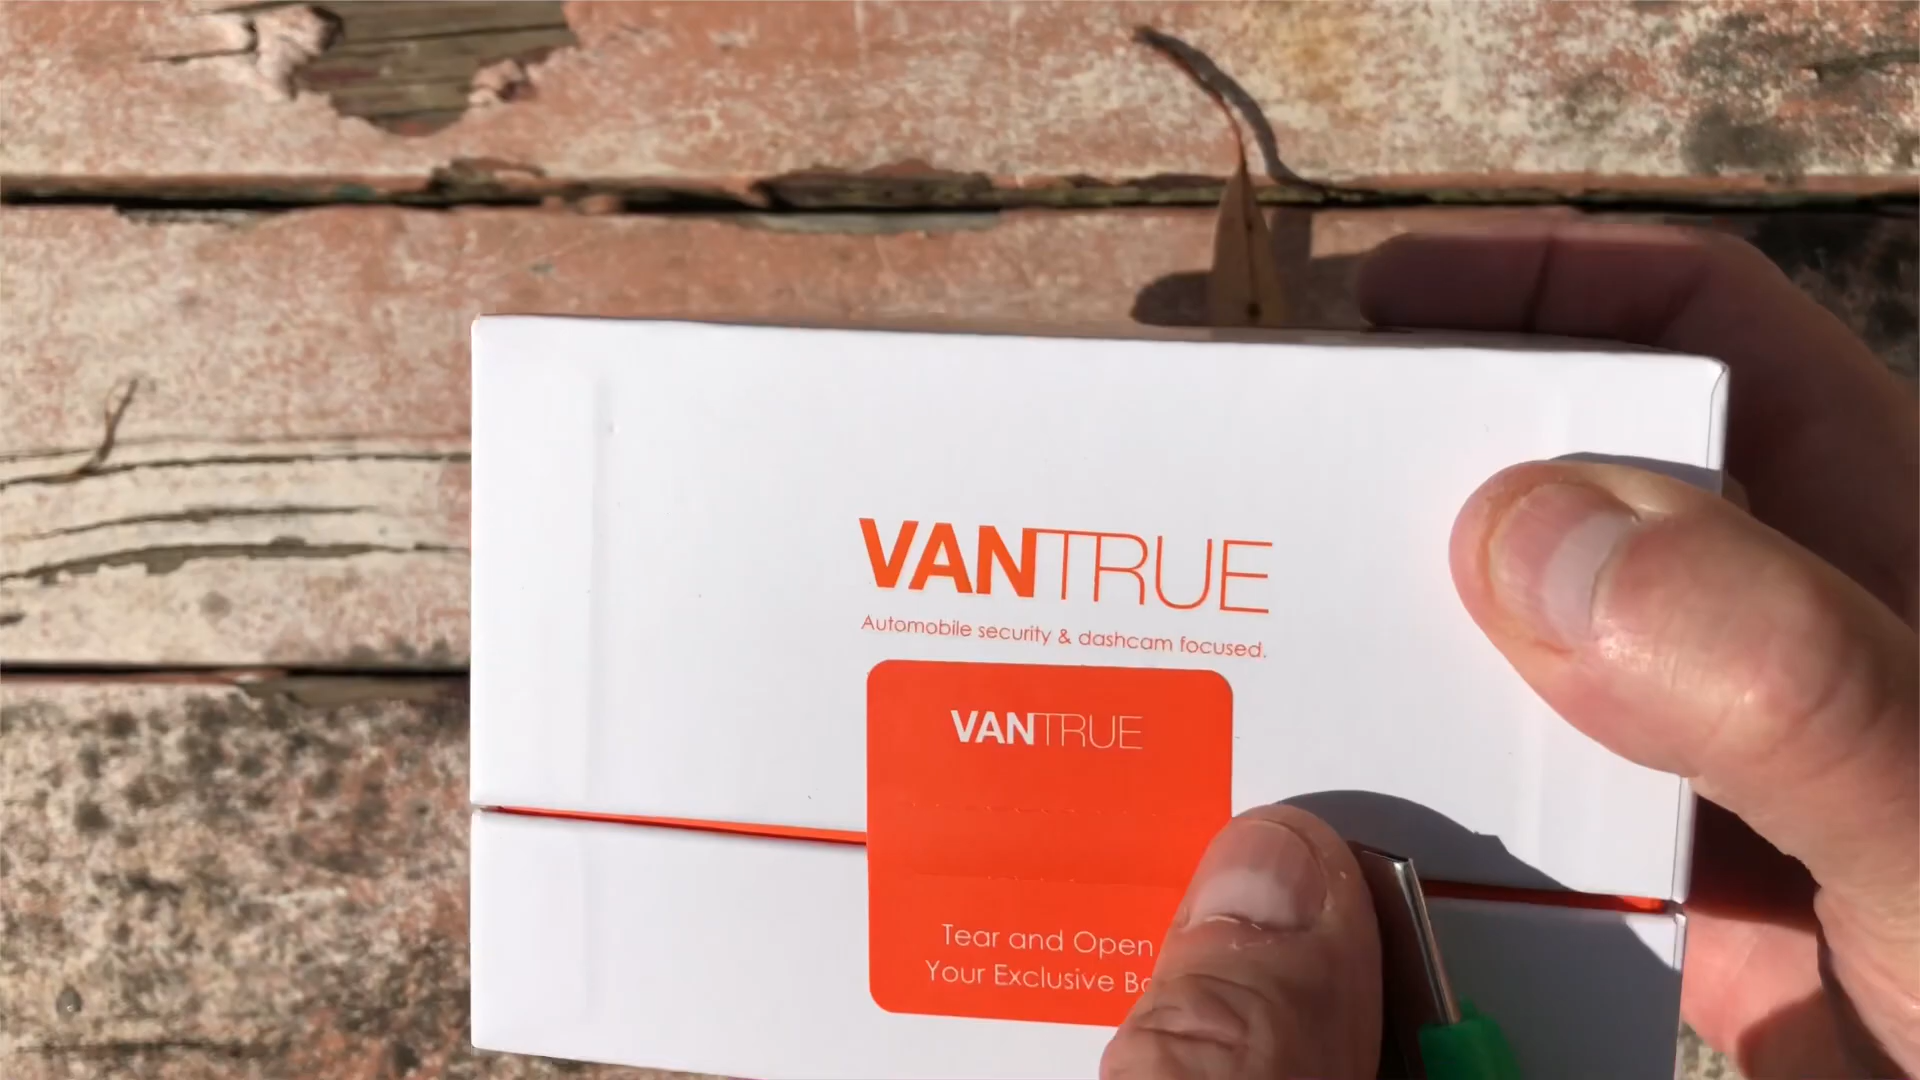 VANTRUE
Automobile security & dashcam focused.
VANTRUE
Tear and Open
Your Exclusive